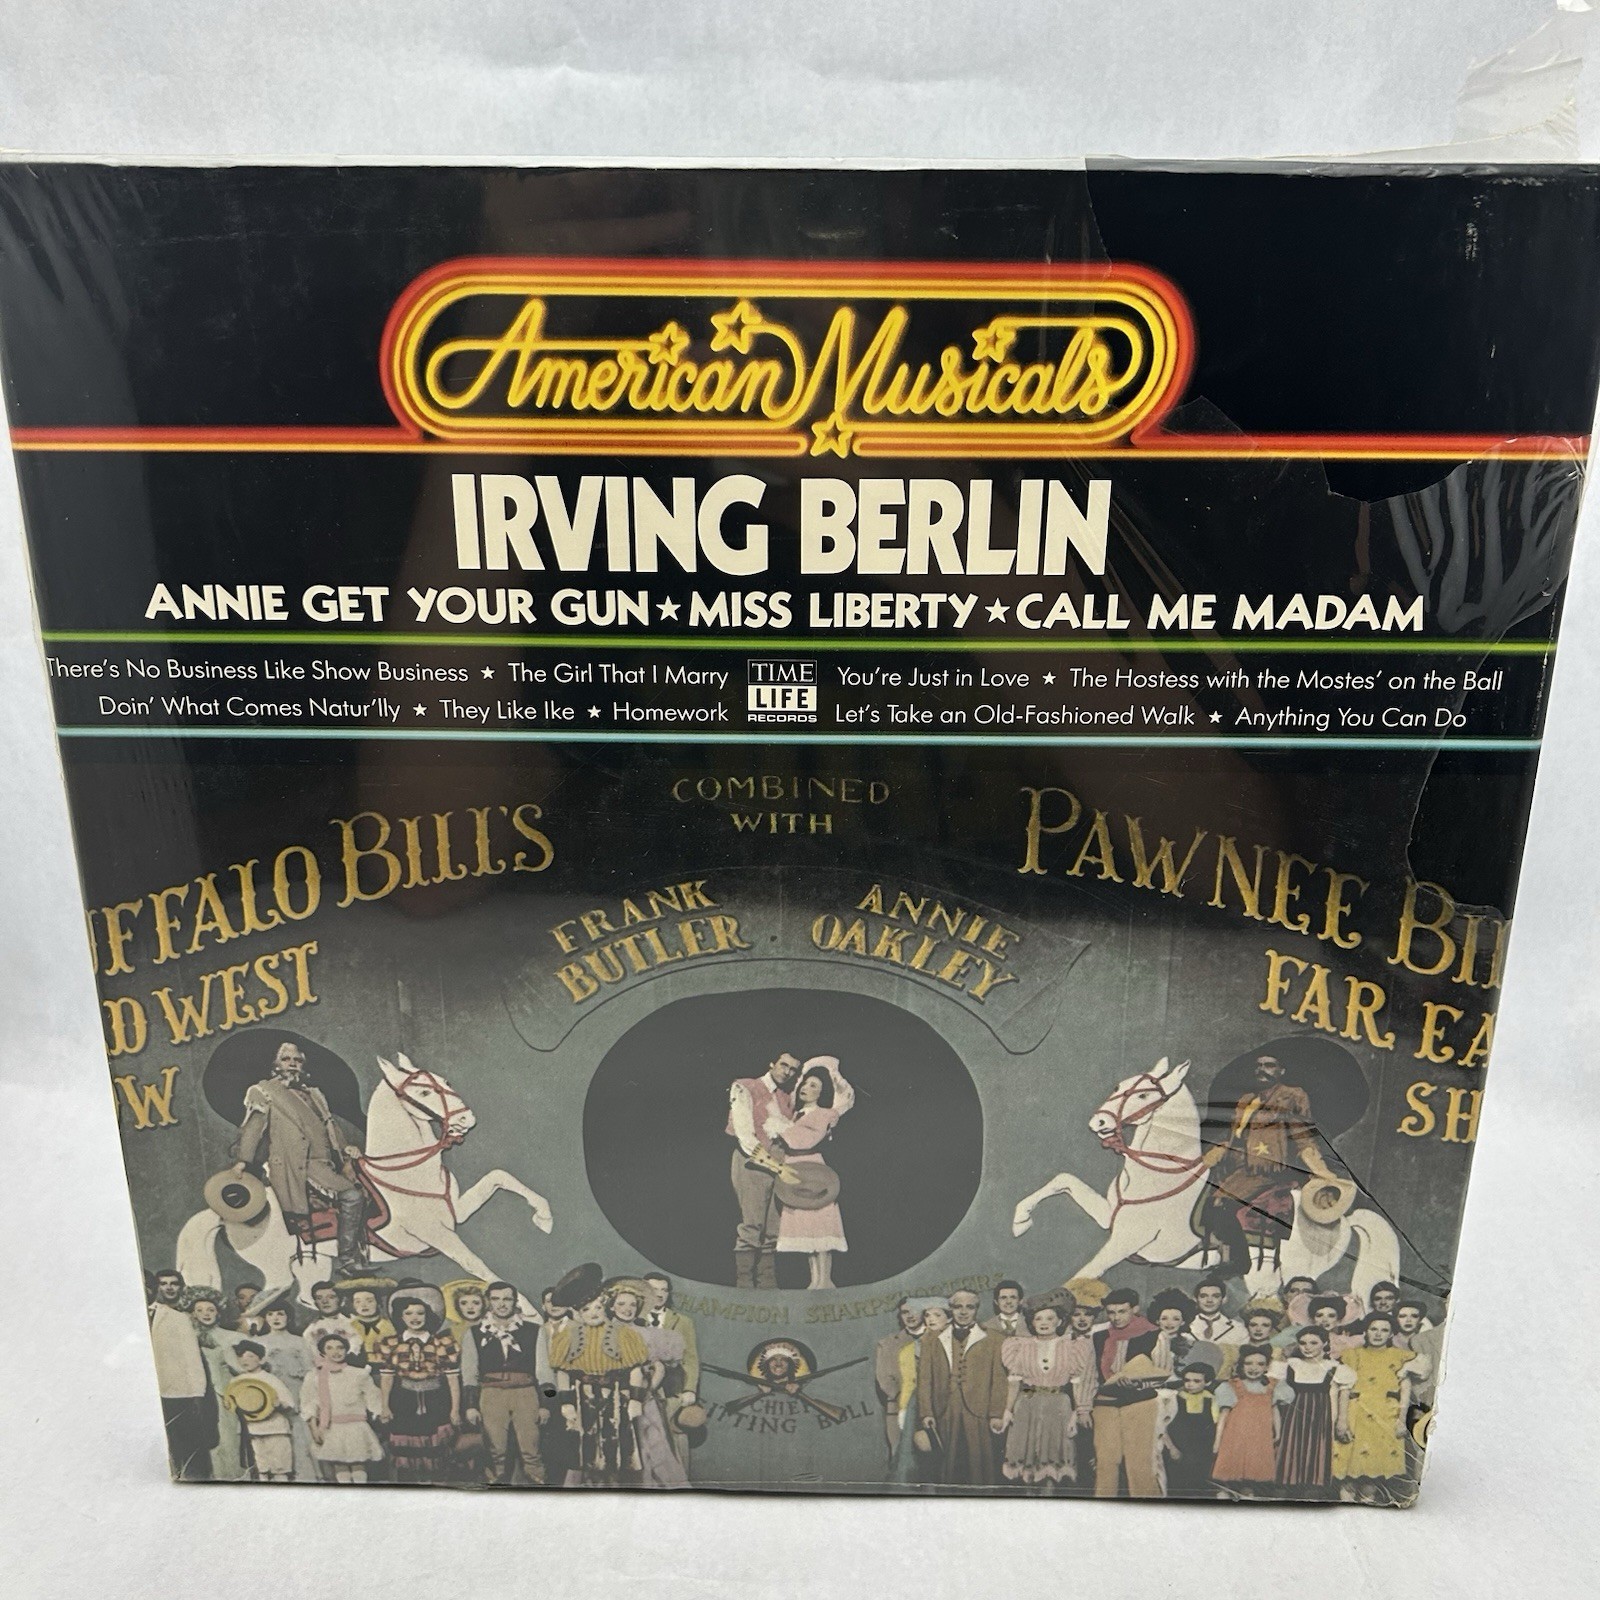 American Musicals
IRVING BERLIN
ANNIE GET YOUR GUN ★ MISS LIBERTY ★ CALL ME MADAM
There's No Business Like Show Business ★ The Girl That I Marry
Doin' What Comes Natur'lly ★ They Like Ike ★ Homework
TIME
LIFE
RECORDS
You're Just in Love ★ The Hostess with the Mostes' on the Ball
Let's Take an Old-Fashioned Walk ★ Anything You Can Do
UFFALO BILL'S
D WEST
W
COMBINED
WITH
FRANK
BUTLER
ANNIE
OAKLEY
PAWNEE BIL
FAR EA
SH
CHAMPION SHARPSHOOTERS
CHIEF
SITTING BULL